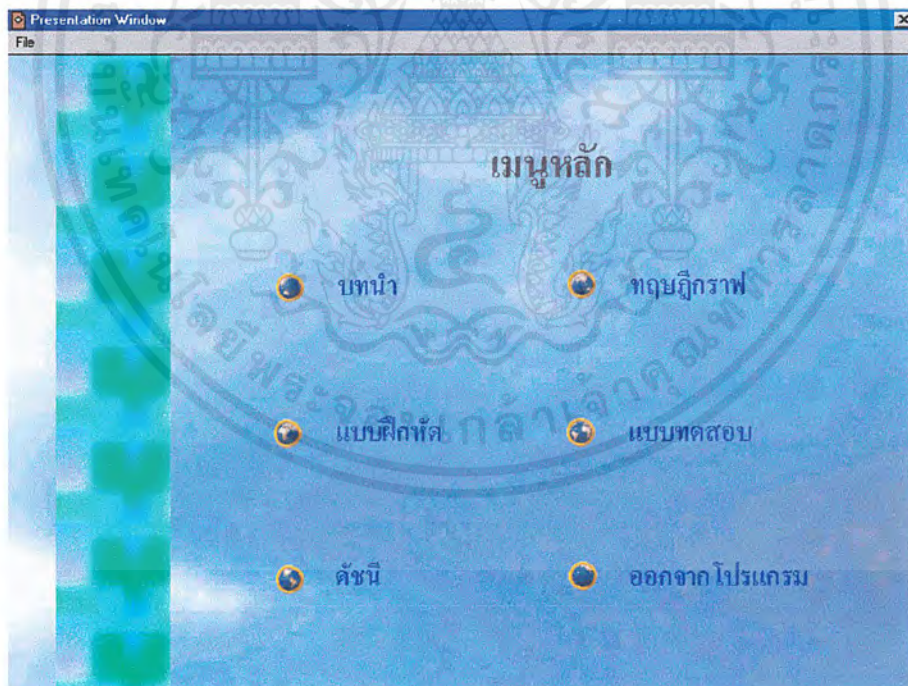 Presentation Window
File
เมนูหลัก
บทนำ ทฤษฎีกราฟ
แบบฝึกหัด แบบทดสอบ
ดัชนี ออกจากโปรแกรม